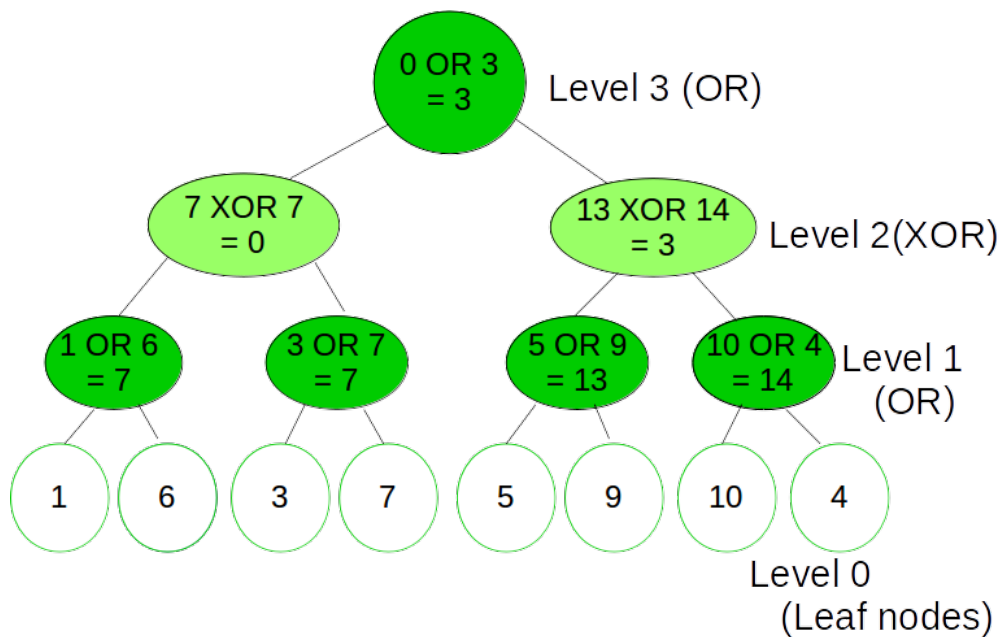 0 OR 3
= 3
Level 3 (OR)
7 XOR 7
= 0
13 XOR 14
= 3
Level 2(XOR)
1 OR 6
= 7
3 OR 7
= 7
5 OR 9
= 13
10 OR 4
= 14
Level 1
(OR)
1
6
3
7
5
9
10
4
Level 0
(Leaf nodes)